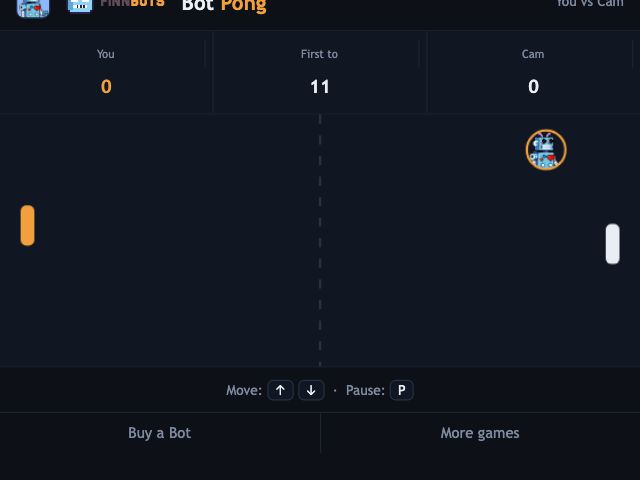 FINNBOTS Bot Pong You vs Cam
You First to Cam
0 11 0
Move: ↑ ↓ · Pause: P
Buy a Bot More games